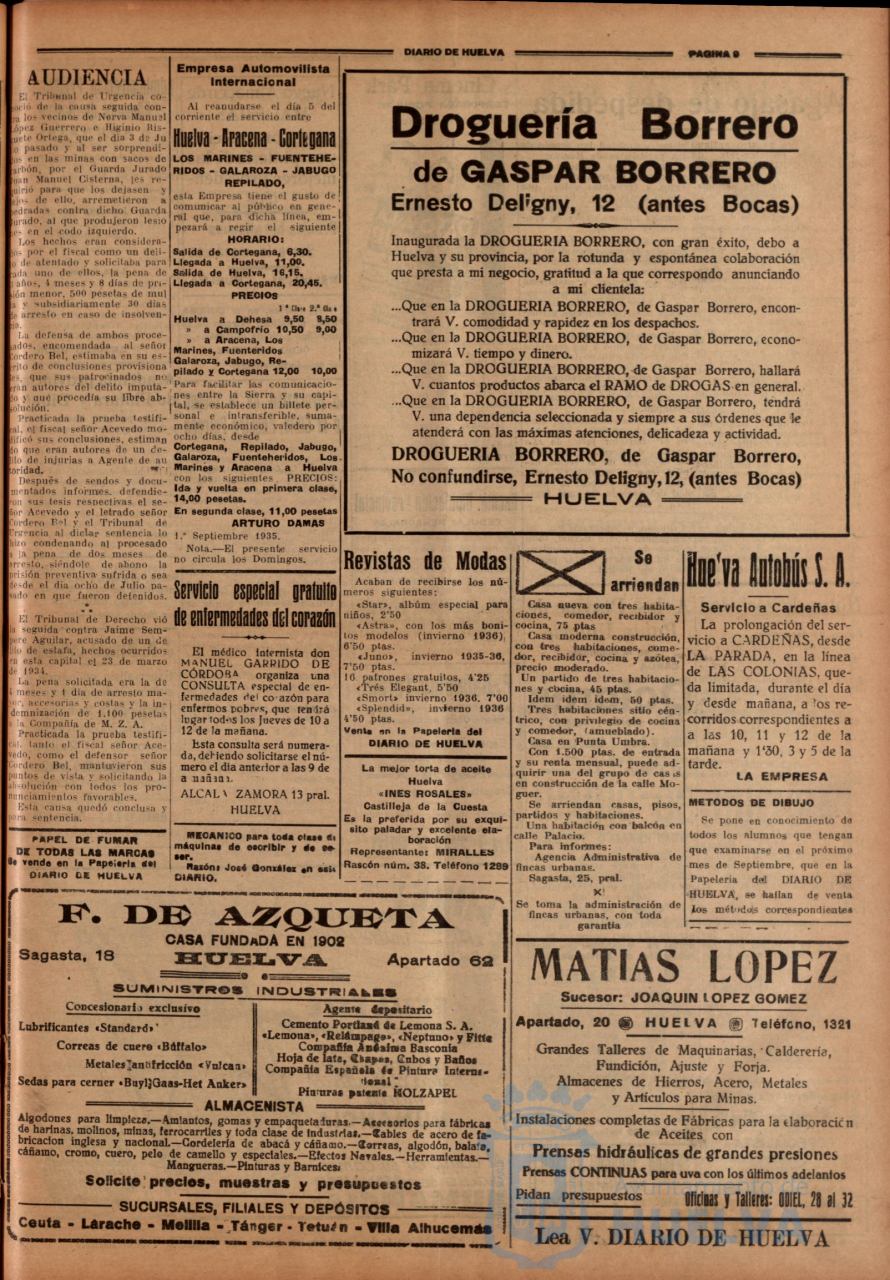 DIARIO DE HUELVA
PAGINA 9
AUDIENCIA
El Tribunal de Urgencia co-
de la causa seguida con-
los vecinos de Nerva Manuel
López Guerrero e Higinio Ris-
Ortega, que el día 3 de Ju
pasado y al ser sorprendi-
en las minas con sacos de
por el Guarda Jurado
Manuel Cisterna, les re-
para que los dejasen y
de ello, arremetieron a
pedradas contra dicho Guarda
al que produjeron lesio
en el codo izquierdo.
Los hechos eran considera-
por el fiscal como un deli-
de atentado y solicitaba para
cada uno de ellos, la pena de
años, 4 meses y 8 días de pri-
sión menor, 500 pesetas de mul
y subsidiariamente 30 días
de arresto en caso de insolven-
La defensa de ambos proce-
sados, encomendada al señor
Cordero Bel, estimaba en su es-
crito de conclusiones provisiona
que sus patrocinados no
eran autores del delito imputa-
y que procedía su libre ab-
solución.
Practicada la prueba testifi-
cal, el fiscal señor Acevedo mo-
dificó sus conclusiones, estiman
que eran autores de un de-
de injurias a Agente de au
toridad.
Después de sendos y docu-
mentados informes, defendie-
ron sus tesis respectivas el se-
ñor Acevedo y el letrado señor
Cordero Bel y el Tribunal de
Urgencia al dictar sentencia lo
hizo condenando al procesado
a la pena de dos meses de
arresto, siéndole de abono la
prisión preventiva sufrida o sea
desde el día ocho de Julio pa-
sado en que fueron defenidos.
El Tribunal de Derecho vió
la seguida contra Jaime Sem-
pere Aguilar, acusado de un de
lito de estafa, hechos ocurridos
en esta capital el 23 de marzo
de 1934.
La pena solicitada era la de
4 meses y 1 día de arresto ma-
yor, accesorias y costas y la in-
demnización de 1.100 pesetas
a la Compañía de M. Z. A.
Practicada la prueba testifi-
cal, tanto el fiscal señor Ace-
vedo, como el defensor señor
Cordero Bel, mantuvieron sus
puntos de vista y solicitando la
absolución con todos los pro-
nunciamientos favorables.
Esta causa quedó conclusa y
para sentencia.
PAPEL DE FUMAR
DE TODAS LAS MARCAS
Se vende en la Papelería del
DIARIO DE HUELVA
Empresa Automovilista
Internacional
Al reanudarse el día 5 del
corriente el servicio entre
Huelva - Aracena - Cortegana
LOS MARINES - FUENTEHE-
RIDOS - GALAROZA - JABUGO
REPILADO,
esta Empresa tiene el gusto de
comunicar al público en gene-
ral que, para dicha línea, em-
pezará a regir el siguiente
HORARIO:
Salida de Cortegana, 6,30.
Llegada a Huelva, 11,00.
Salida de Huelva, 16,15.
Llegada a Cortegana, 20,45.
PRECIOS
1.ª Clase 2.ª Clase
Huelva a Dehesa 9,50 8,50
» a Campofrío 10,50 9,00
» a Aracena, Los
Marines, Fuenteridos
Galaroza, Jabugo, Re-
pilado y Cortegana 12,00 10,00
Para facilitar las comunicacio-
nes entre la Sierra y su capi-
tal, se establece un billete per-
sonal e intransferible, suma-
mente económico, valedero por
ocho días, desde
Cortegana, Repilado, Jabugo,
Galaroza, Fuenteheridos, Los
Marines y Aracena a Huelva
con los siguientes PRECIOS:
Ida y vuelta en primera clase,
14,00 pesetas.
En segunda clase, 11,00 pesetas
ARTURO DAMAS
1.º Septiembre 1935.
Nota.—El presente servicio
no circula los Domingos.
Servicio especial gratuito
de enfermedades del corazón
El médico internista DON
MANUEL GARRIDO DE
CÓRDOBA organiza una
CONSULTA especial de en-
fermedades del corazón para
enfermos pobres, que tendrá
lugar todos los Jueves de 10 a
12 de la mañana.
Esta consulta será numera-
da, debiendo solicitarse el nú-
mero el día anterior a las 9 de
a mañana.
ALCALA ZAMORA 13 pral.
HUELVA
MECANICO para toda clase de
máquinas de escribir y de co-
ser.
Razón: José González en este
DIARIO.
Droguería Borrero
de GASPAR BORRERO
Ernesto Deligny, 12 (antes Bocas)
Inaugurada la DROGUERIA BORRERO, con gran éxito, debo a
Huelva y su provincia, por la rotunda y espontánea colaboración
que presta a mi negocio, gratitud a la que correspondo anunciando
a mi clientela:
...Que en la DROGUERIA BORRERO, de Gaspar Borrero, encon-
trará V. comodidad y rapidez en los despachos.
...Que en la DROGUERIA BORRERO, de Gaspar Borrero, econo-
mizará V. tiempo y dinero.
...Que en la DROGUERIA BORRERO, de Gaspar Borrero, hallará
V. cuantos productos abarca el RAMO de DROGAS en general.
...Que en la DROGUERIA BORRERO, de Gaspar Borrero, tendrá
V. una dependencia seleccionada y siempre a sus órdenes que le
atenderá con las máximas atenciones, delicadeza y actividad.
DROGUERIA BORRERO, de Gaspar Borrero,
No confundirse, Ernesto Deligny, 12, (antes Bocas)
HUELVA
Revistas de Modas
Acaban de recibirse los nú-
meros siguientes:
«Star», albúm especial para
niños, 2'50
«Astra», con los mas boni-
tos modelos (invierno 1936),
6'50 ptas.
«Juno», invierno 1935-36,
7'50 ptas.
16 patrones gratuitos, 4'25
«Trés Elegant, 5'50
«Smort» invierno 1936, 7'00
«Splendid», invierno 1936
4'50 ptas.
Venta en la Papelería del
DIARIO DE HUELVA
La mejor torta de aceite
Huelva
«INES ROSALES»
Castilleja de la Cuesta
Es la preferida por su exqui-
sito paladar y excelente ela-
boración
Representante: MIRALLES
Rascón núm. 38. Teléfono 1299
Se
arriendan
Casa nueva con tres habita-
ciones, comedor, recibidor y
cocina, 75 ptas
Casa moderna construcción,
con tres habitaciones, come-
dor, recibidor, cocina y azotea,
precio moderado.
Un partido de tres habitacio-
nes y cocina, 45 ptas.
Idem idem idem, 50 ptas.
Tres habitaciones sitio cén-
trico, con privilegio de cocina
y comedor, (amueblado).
Casa en Punta Umbra.
Con 1.500 ptas. de entrada
y su renta mensual, puede ad-
quirir una del grupo de casas
en construcción de la calle Mo-
guer.
Se arriendan casas, pisos,
partidos y habitaciones.
Una habitación con balcón en
calle Palacio.
Para informes:
Agencia Administrativa de
fincas urbanas.
Sagasta, 25, pral.
X
Se toma la administración de
fincas urbanas, con toda
garantía
Huelva Autobús S. A.
Servicio a Cardeñas
La prolongación del ser-
vicio a CARDEÑAS, desde
LA PARADA, en la línea
de LAS COLONIAS, que-
da limitada, durante el día
y desde mañana, a los re-
corridos correspondientes a
a las 10, 11 y 12 de la
mañana y 1'30, 3 y 5 de la
tarde.
LA EMPRESA
METODOS DE DIBUJO
Se pone en conocimiento de
todos los alumnos que tengan
que examinarse en el próximo
mes de Septiembre, que en la
Papelería del DIARIO DE
HUELVA, se hallan de venta
los métodos correspondientes
F. DE AZQUETA
CASA FUNDADA EN 1902
Sagasta, 18 HUELVA Apartado 62
SUMINISTROS INDUSTRIALES
Concesionario exclusivo
Lubrificantes «Standard»
Correas de cuero «Búffalo»
Metales antifricción «Vulcan»
Sedas para cerner «Buylj Gaas-Het Anker»
Agente depositario
Cemento Portland de Lemona S. A.
«Lemona», «Relámpago», «Neptuno» y Fitte
Compañía Anónima Basconia
Hoja de lata, Chapas, Cubos y Baños
Compañía Española de Pintura Interna-
cional
Pinturas patente HOLZAPEL
ALMACENISTA
Algodones para limpieza.—Amiantos, gomas y empaquetaduras.—Accesorios para fábricas
de harinas, molinos, minas, ferrocarriles y toda clase de industrias.—Cables de acero de fa-
bricacion inglesa y nacional.—Cordelería de abacá y cáñamo.—Correas, algodón, balata,
cáñamo, cromo, cuero, pelo de camello y especiales.—Efectos Navales.—Herramientas.—
Mangueras.—Pinturas y Barnices.
Solicite precios, muestras y presupuestos
SUCURSALES, FILIALES Y DEPÓSITOS
Ceuta - Larache - Melilla - Tánger - Tetuán - Villa Alhucemas
MATIAS LOPEZ
Sucesor: JOAQUIN LOPEZ GOMEZ
Apartado, 20 HUELVA Teléfono, 1321
Grandes Talleres de Maquinarias, Calderería,
Fundición, Ajuste y Forja.
Almacenes de Hierros, Acero, Metales
y Artículos para Minas.
Instalaciones completas de Fábricas para la elaboración
de Aceites con
Prensas hidráulicas de grandes presiones
Prensas CONTINUAS para uva con los últimos adelantos
Pidan presupuestos Oficinas y Talleres: ODIEL, 28 al 32
Lea V. DIARIO DE HUELVA
HUELVA